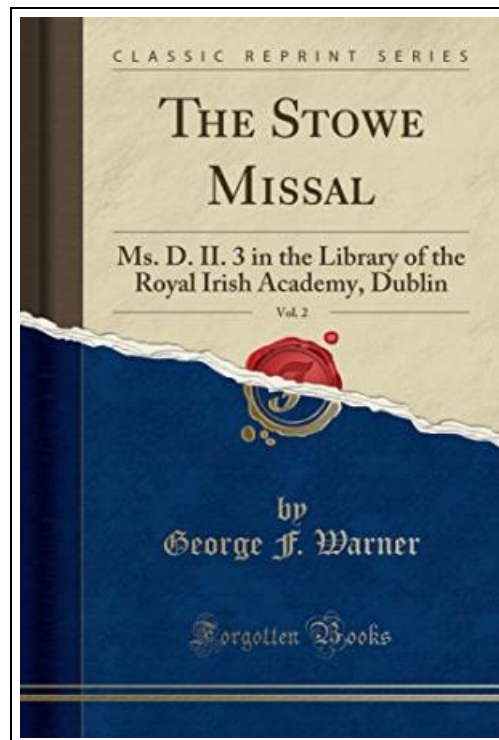 CLASSIC REPRINT SERIES
THE STOWE
MISSAL
Ms. D. II. 3 in the Library of the
Royal Irish Academy, Dublin
Vol. 2
by
George F. Warner
Forgotten Books